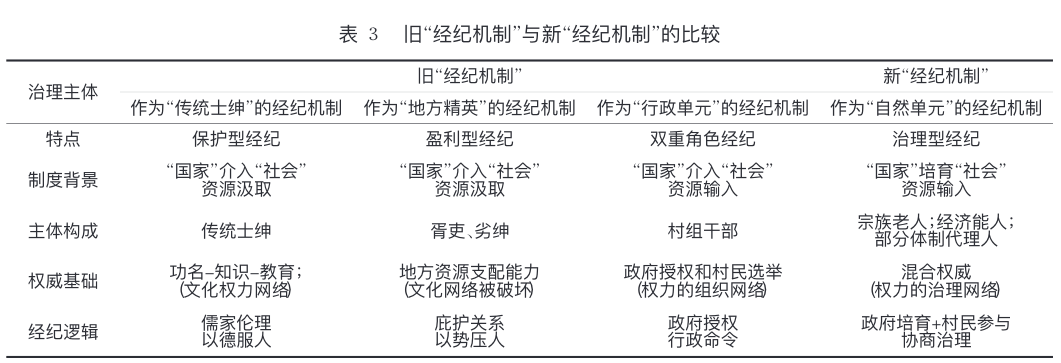 表 3 旧“经纪机制”与新“经纪机制”的比较
治理主体 旧“经纪机制” 新“经纪机制”
作为“传统士绅”的经纪机制 作为“地方精英”的经纪机制 作为“行政单元”的经纪机制 作为“自然单元”的经纪机制
特点 保护型经纪 盈利型经纪 双重角色经纪 治理型经纪
制度背景 “国家”介入“社会” “国家”介入“社会” “国家”介入“社会” “国家”培育“社会”
资源汲取 资源汲取 资源输入 资源输入
主体构成 传统士绅 胥吏、劣绅 村组干部 宗族老人;经济能人;
部分体制代理人
权威基础 功名–知识–教育; 地方资源支配能力 政府授权和村民选举 混合权威
(文化权力网络) (文化网络被破坏) (权力的组织网络) (权力的治理网络)
经纪逻辑 儒家伦理 庇护关系 政府授权 政府培育+村民参与
以德服人 以势压人 行政命令 协商治理